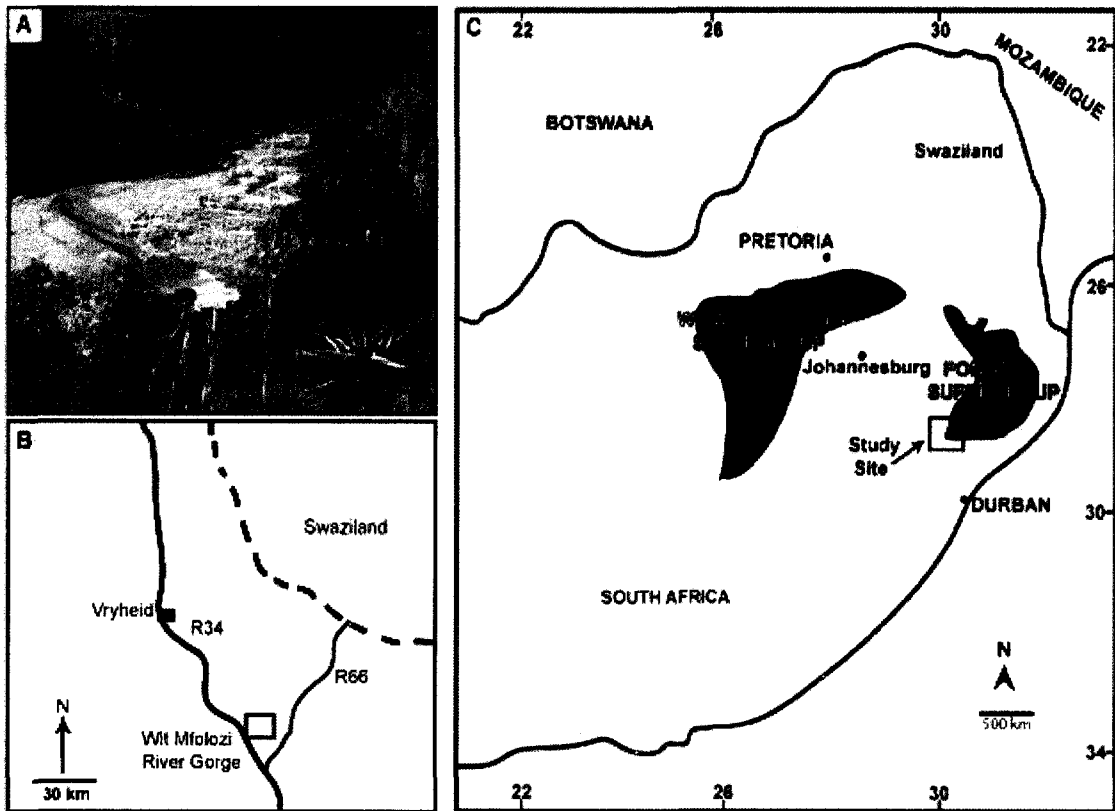 A
B
Swaziland
Vryheid
R34
R66
N
Wit Mfolozi
River Gorge
30 km
C
22
26
30
22
MOZAMBIQUE
BOTSWANA
Swaziland
PRETORIA
26
Johannesburg
Study
Site
DURBAN
30
SOUTH AFRICA
N
500 km
34
22
26
30